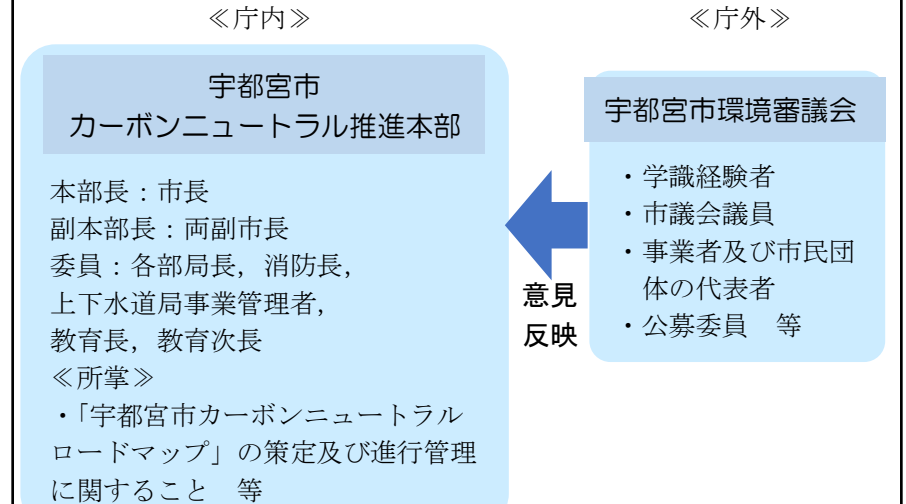 ≪庁内≫
宇都宮市
カーボンニュートラル推進本部
本部長：市長
副本部長：両副市長
委員：各部局長，消防長，
上下水道局事業管理者，
教育長，教育次長
≪所掌≫
・「宇都宮市カーボンニュートラル
ロードマップ」の策定及び進行管理
に関すること　等
意見
反映
≪庁外≫
宇都宮市環境審議会
・学識経験者
・市議会議員
・事業者及び市民団
体の代表者
・公募委員　等